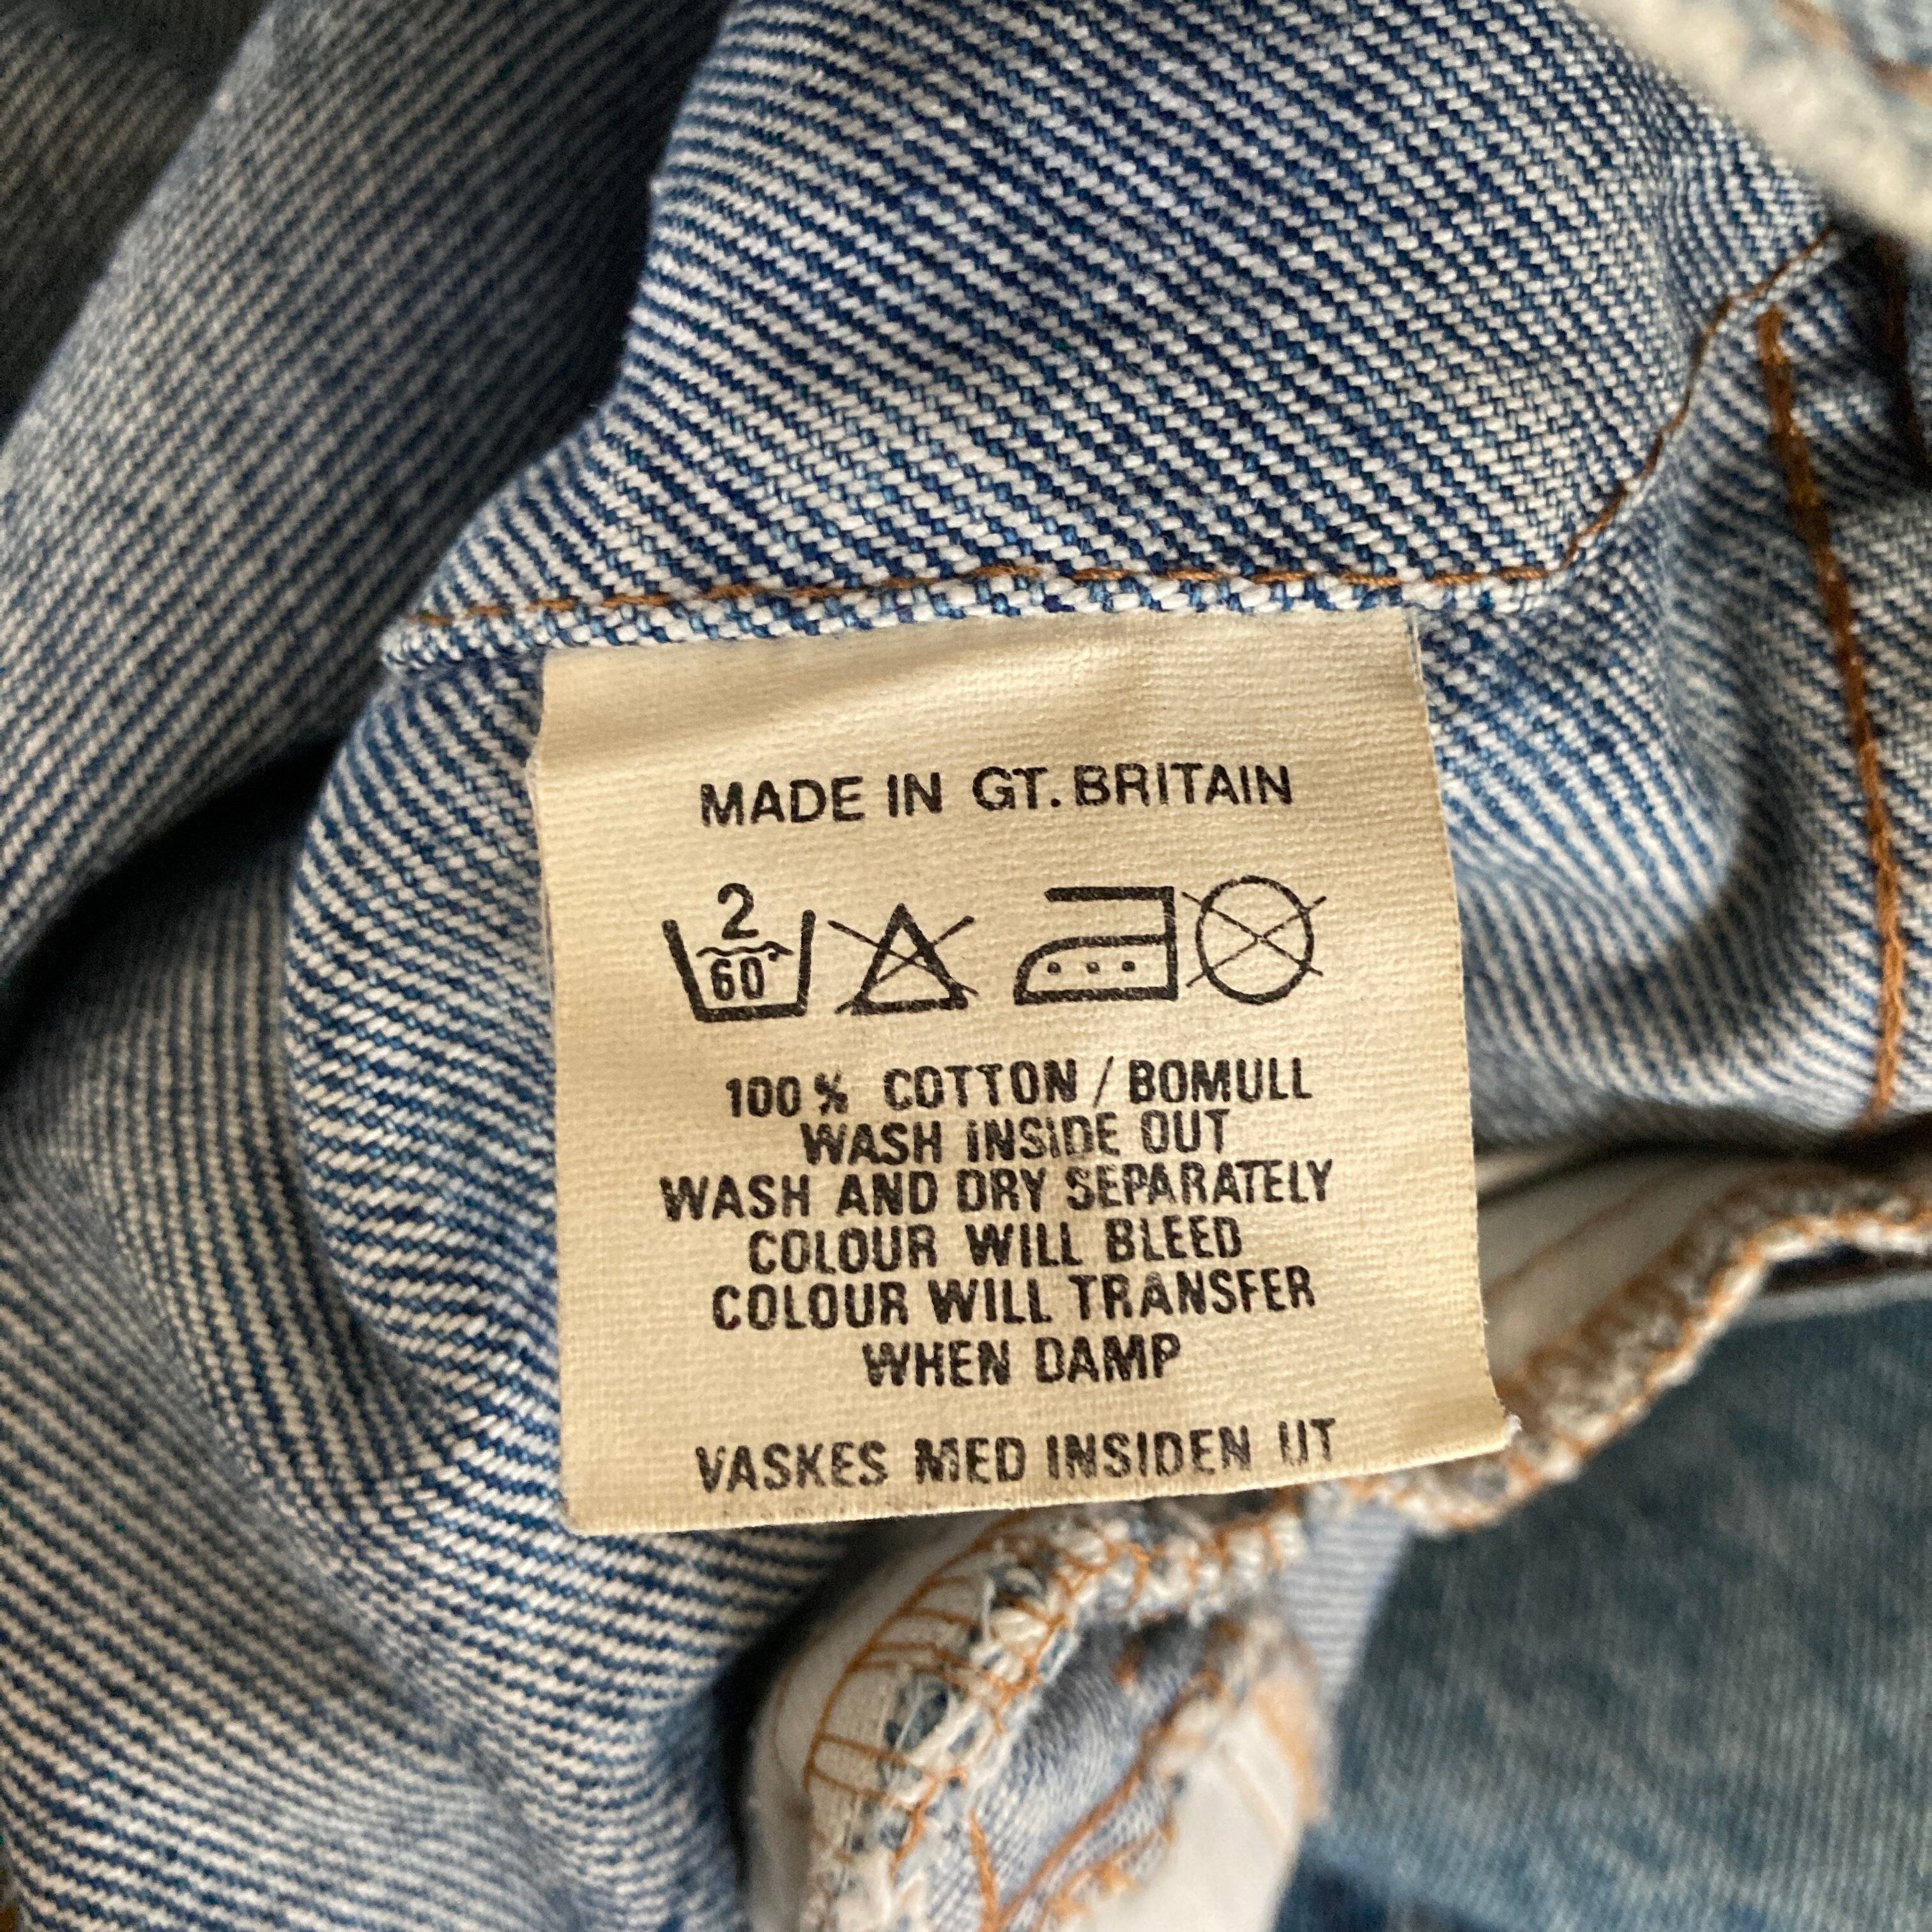 MADE IN GT. BRITAIN
2
60°
100% COTTON / BOMULL
WASH INSIDE OUT
WASH AND DRY SEPARATELY
COLOUR WILL BLEED
COLOUR WILL TRANSFER
WHEN DAMP
VASKES MED INSIDEN UT